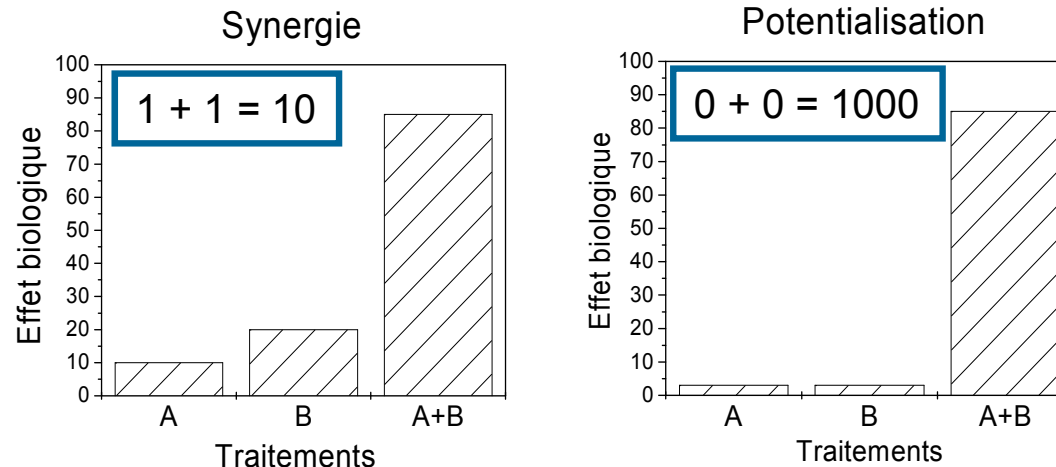 Synergie
1 + 1 = 10
Effet biologique
100
90
80
70
60
50
40
30
20
10
0
A
B
A+B
Traitements
Potentialisation
0 + 0 = 1000
Effet biologique
100
90
80
70
60
50
40
30
20
10
0
A
B
A+B
Traitements